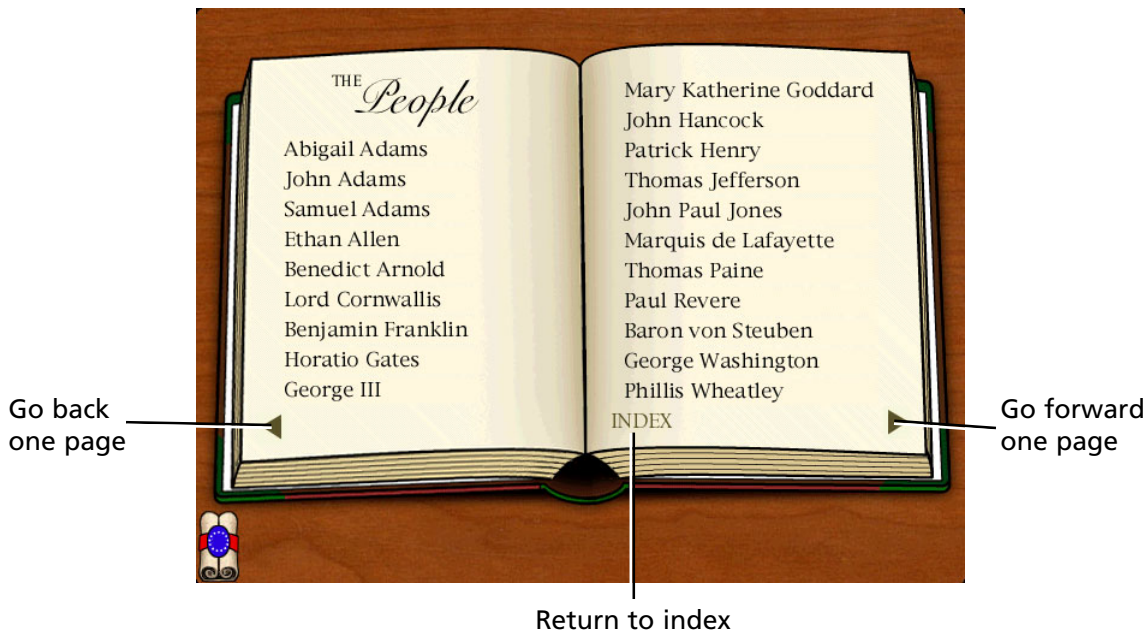 THE
People
Abigail Adams
John Adams
Samuel Adams
Ethan Allen
Benedict Arnold
Lord Cornwallis
Benjamin Franklin
Horatio Gates
George III
Mary Katherine Goddard
John Hancock
Patrick Henry
Thomas Jefferson
John Paul Jones
Marquis de Lafayette
Thomas Paine
Paul Revere
Baron von Steuben
George Washington
Phillis Wheatley
INDEX
Go back
one page
Go forward
one page
Return to index